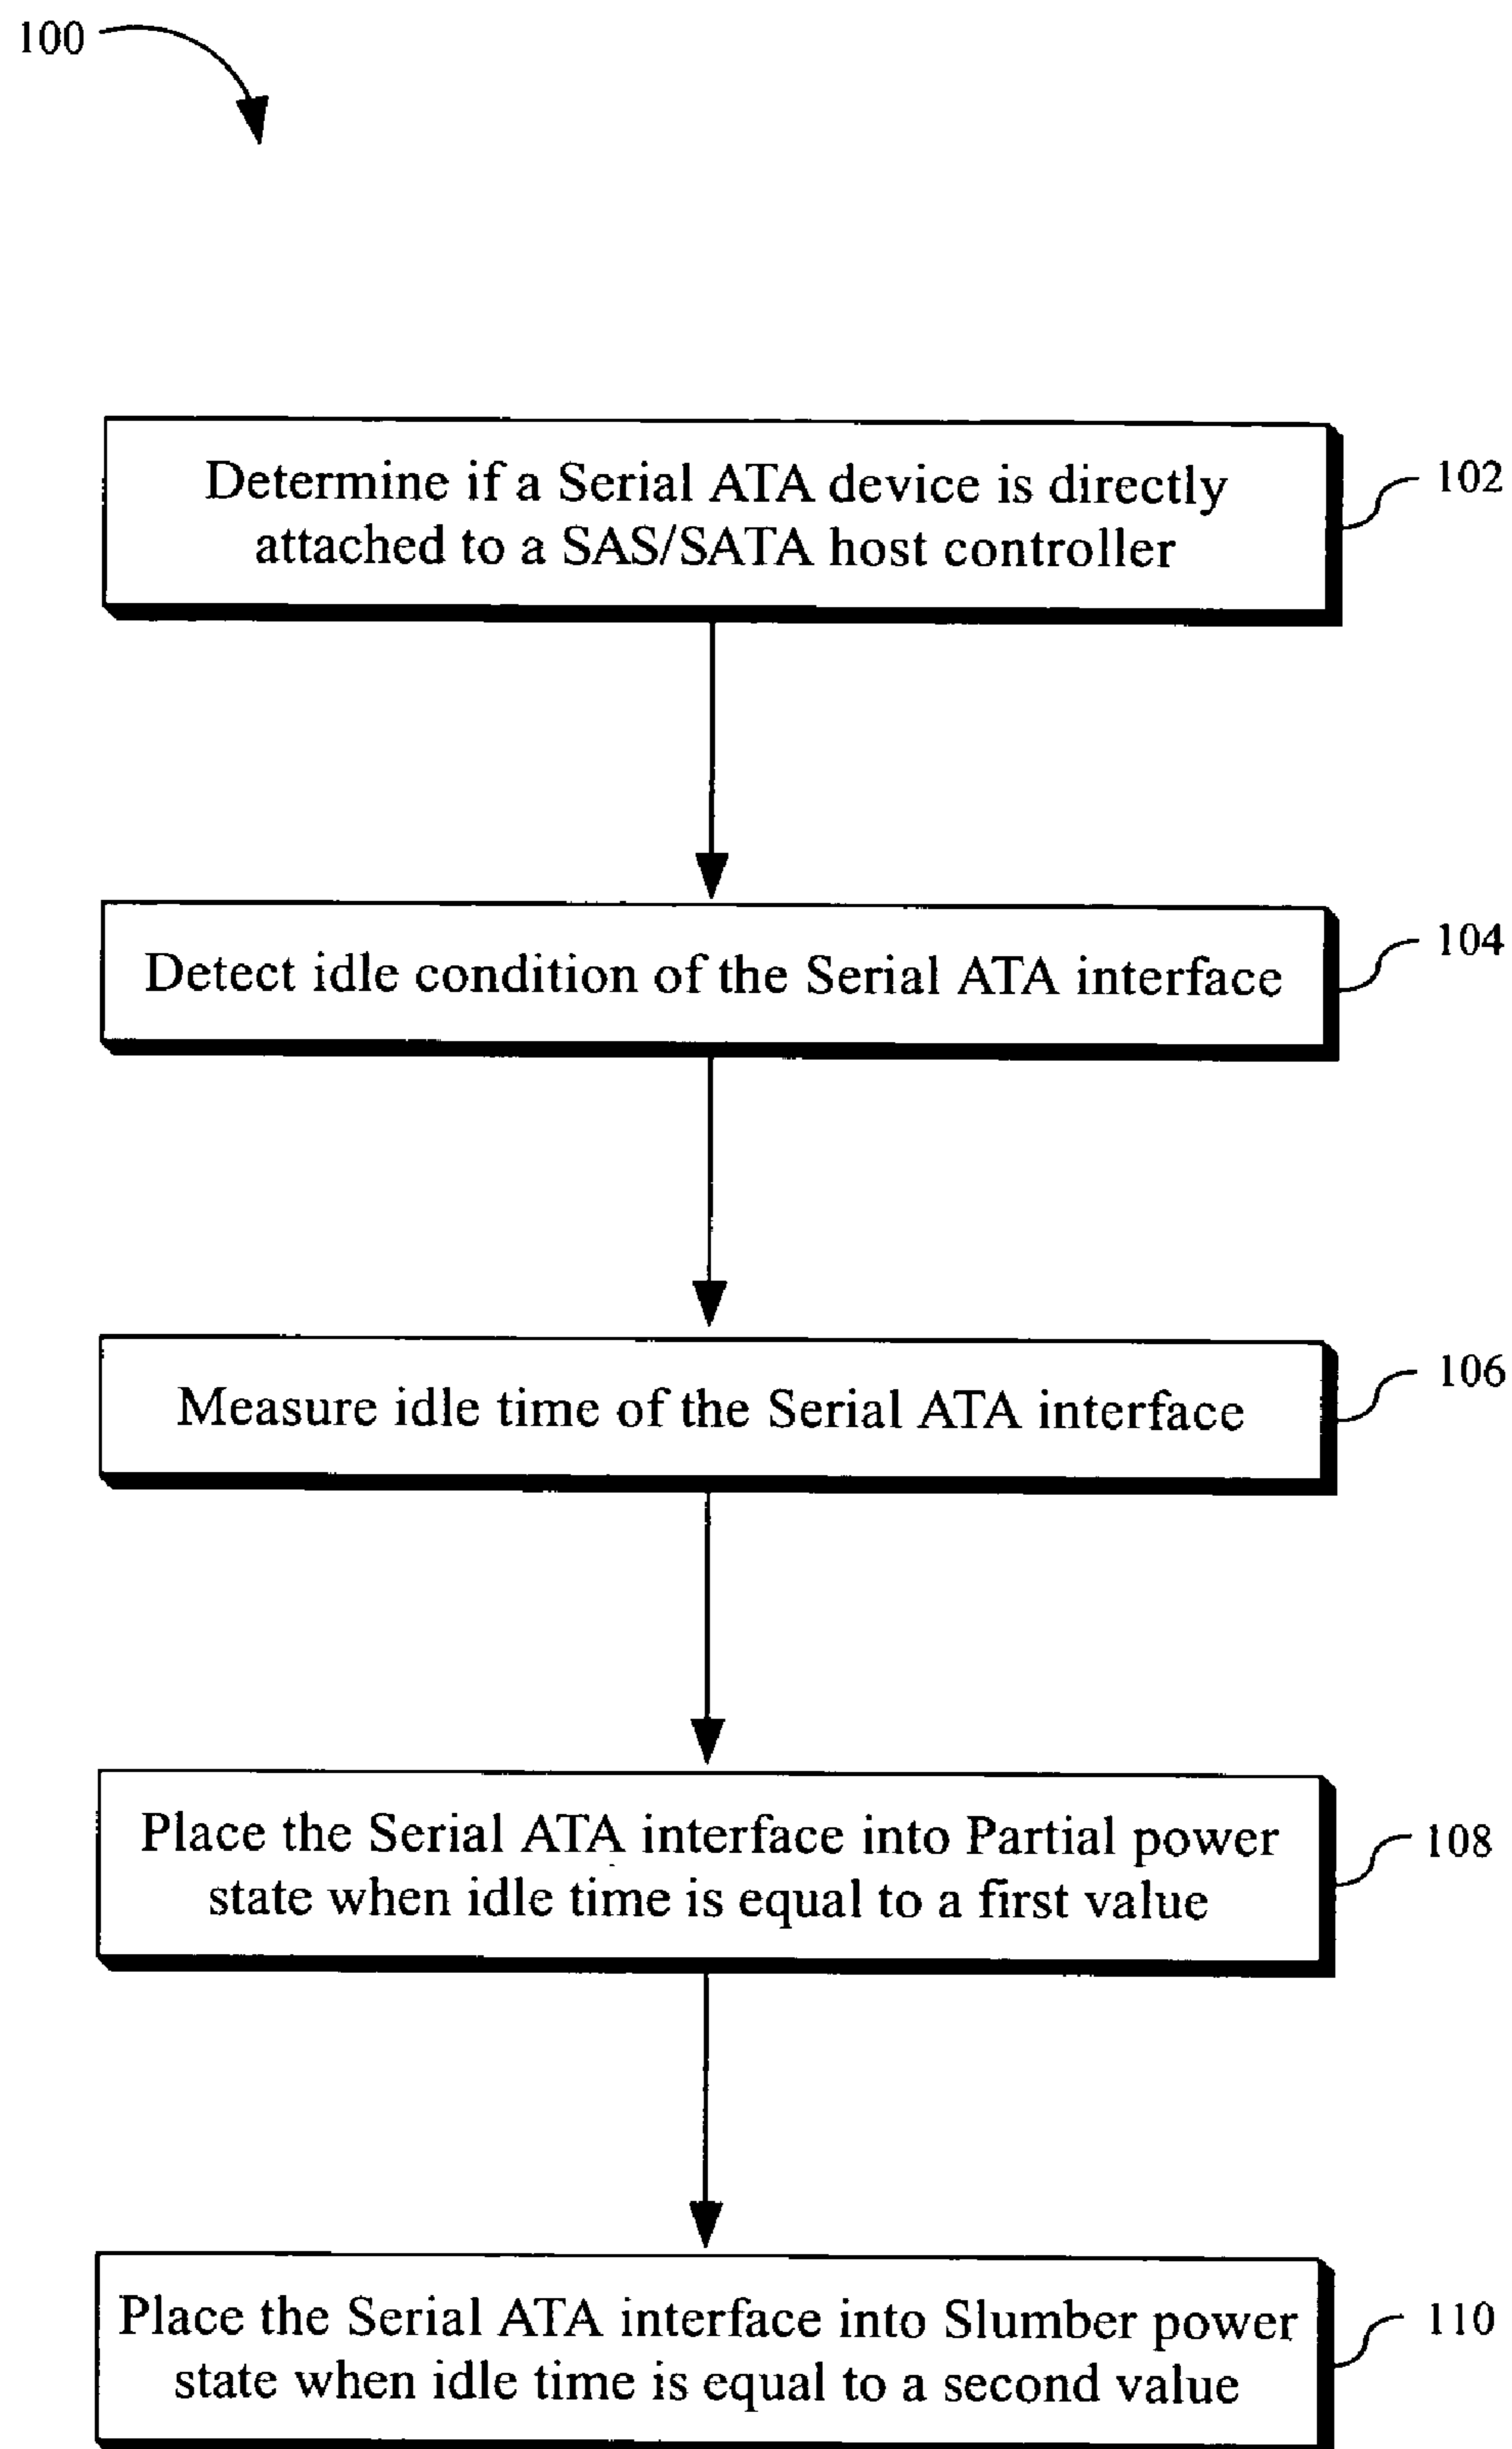 100
Determine if a Serial ATA device is directly
attached to a SAS/SATA host controller
102
Detect idle condition of the Serial ATA interface
104
Measure idle time of the Serial ATA interface
106
Place the Serial ATA interface into Partial power
state when idle time is equal to a first value
108
Place the Serial ATA interface into Slumber power
state when idle time is equal to a second value
110